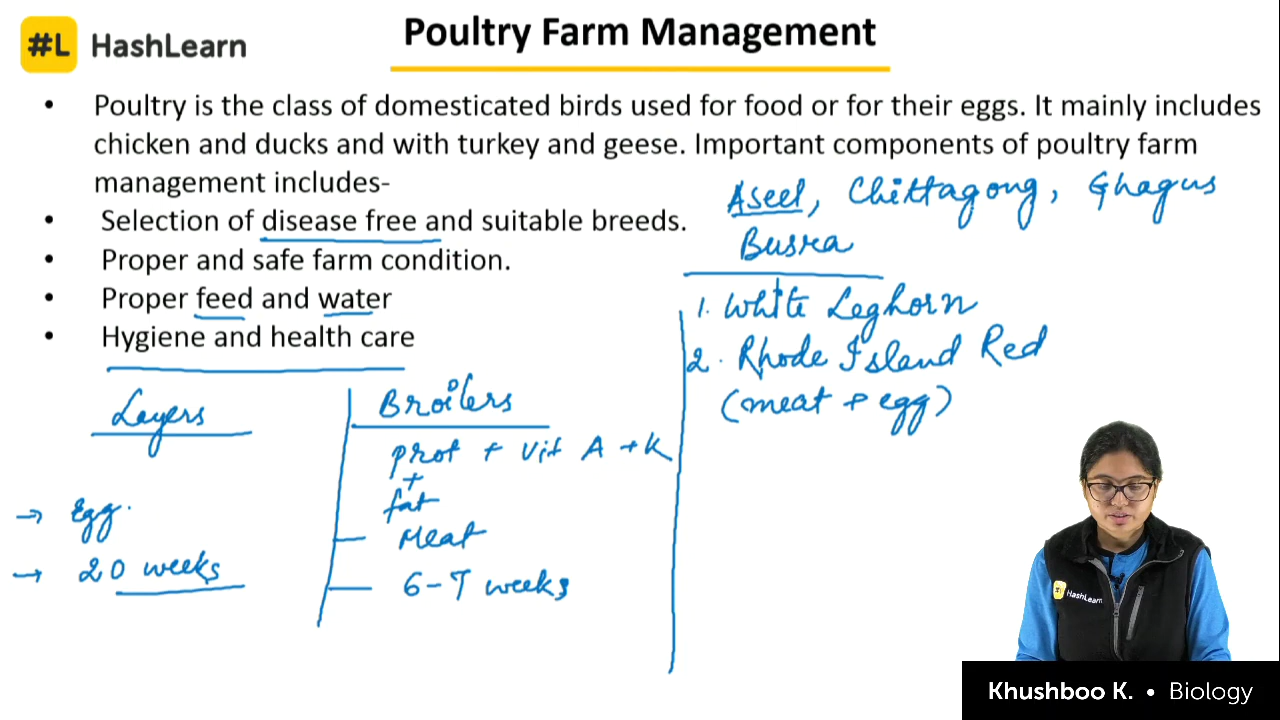 #L HashLearn
Poultry Farm Management
• Poultry is the class of domesticated birds used for food or for their eggs. It mainly includes
chicken and ducks and with turkey and geese. Important components of poultry farm
management includes-
• Selection of disease free and suitable breeds.
• Proper and safe farm condition.
• Proper feed and water
• Hygiene and health care
Aseel, Chittagong, Ghagus
Busra
1. White Leghorn
2. Rhode Island Red
(meat + egg)
Layers
→ Egg.
→ 20 weeks
Broilers
prot + Vit A + K
+
fat
— Meat
— 6-7 weeks
#L HashLearn
Khushboo K. • Biology